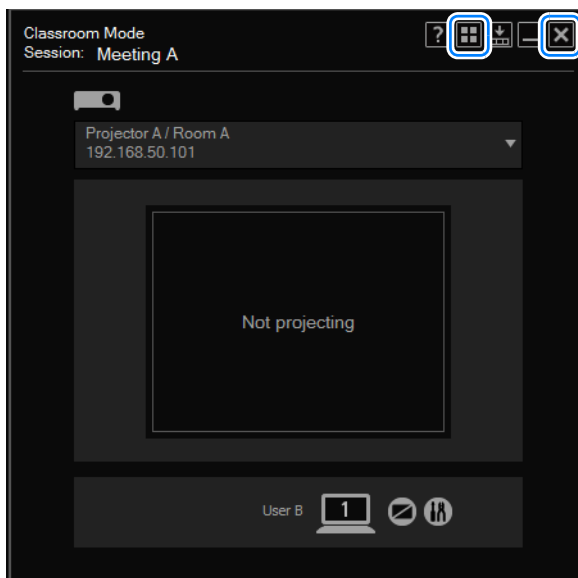 Classroom Mode
Session: Meeting A
?
Projector A / Room A
192.168.50.101
Not projecting
User B
1